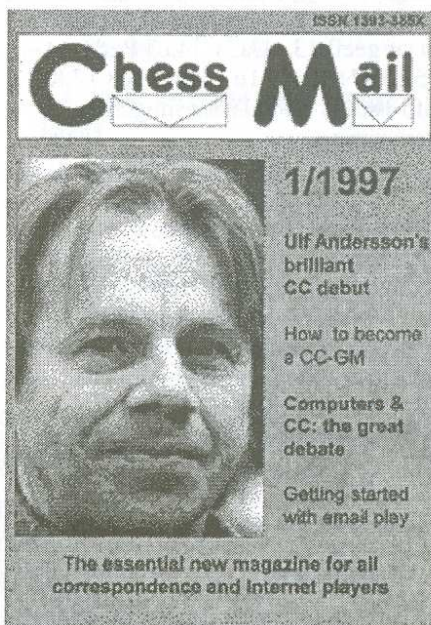 ISSN 1393-385X
Chess Mail
1/1997
Ulf Andersson's
brilliant
CC debut
How to become
a CC-GM
Computers &
CC: the great
debate
Getting started
with email play
The essential new magazine for all
correspondence and Internet players